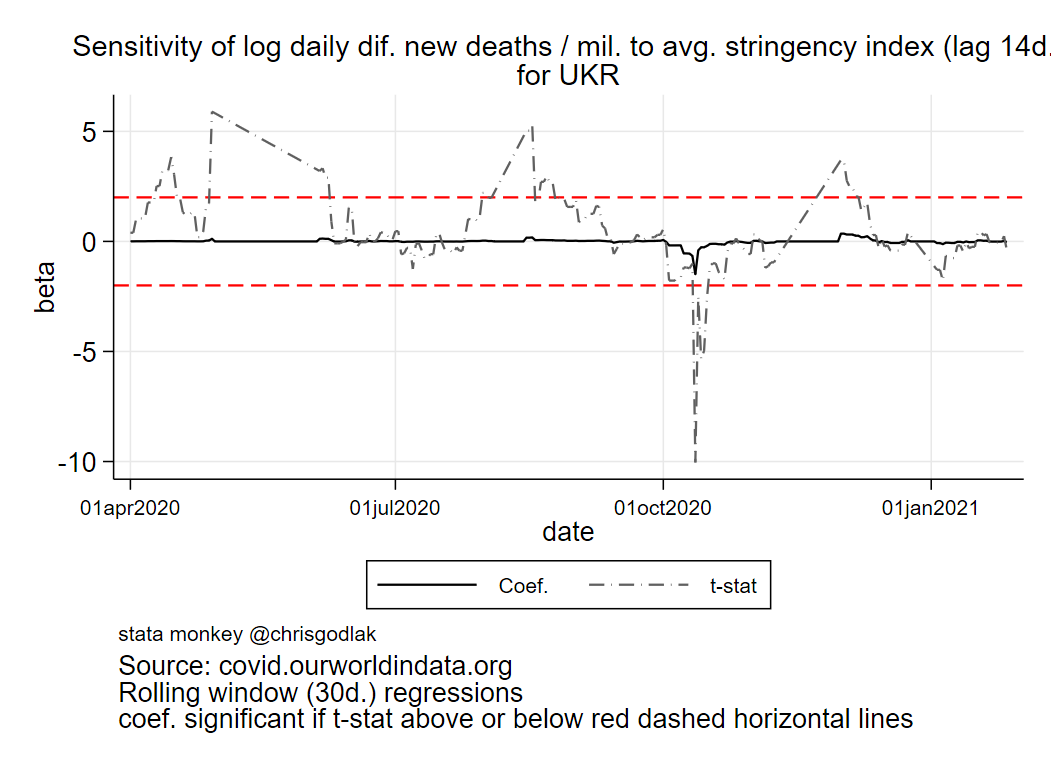 Sensitivity of log daily dif. new deaths / mil. to avg. stringency index (lag 14d.
for UKR
5
0
-5
-10
beta
01apr2020
01jul2020
01oct2020
01jan2021
date
Coef.
t-stat
stata monkey @chrisgodlak
Source: covid.ourworldindata.org
Rolling window (30d.) regressions
coef. significant if t-stat above or below red dashed horizontal lines